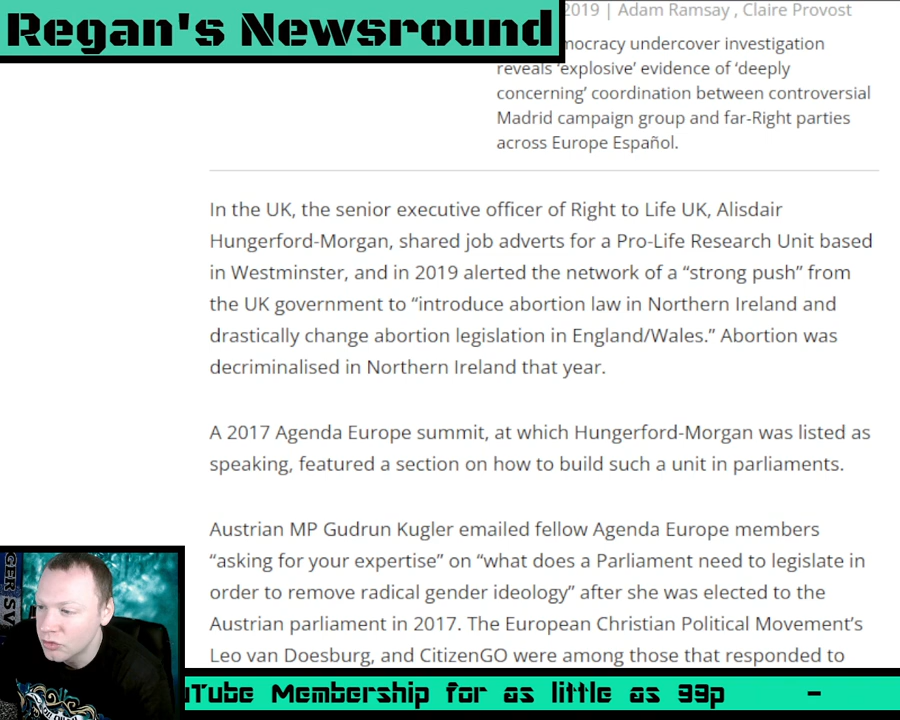 Regan's Newsround
2019 | Adam Ramsay , Claire Provost
mocracy undercover investigation
reveals ‘explosive’ evidence of ‘deeply
concerning’ coordination between controversial
Madrid campaign group and far-Right parties
across Europe Español.
In the UK, the senior executive officer of Right to Life UK, Alisdair
Hungerford-Morgan, shared job adverts for a Pro-Life Research Unit based
in Westminster, and in 2019 alerted the network of a “strong push” from
the UK government to “introduce abortion law in Northern Ireland and
drastically change abortion legislation in England/Wales.” Abortion was
decriminalised in Northern Ireland that year.
A 2017 Agenda Europe summit, at which Hungerford-Morgan was listed as
speaking, featured a section on how to build such a unit in parliaments.
Austrian MP Gudrun Kugler emailed fellow Agenda Europe members
“asking for your expertise” on “what does a Parliament need to legislate in
order to remove radical gender ideology” after she was elected to the
Austrian parliament in 2017. The European Christian Political Movement’s
Leo van Doesburg, and CitizenGO were among those that responded to
uTube Membership for as little as 99p -